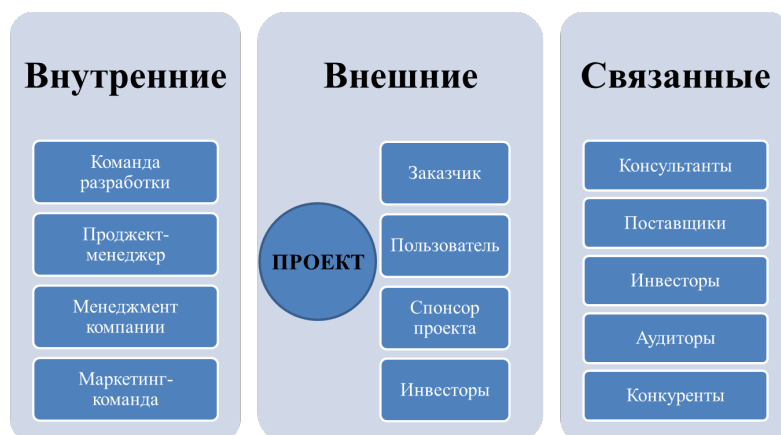 Внутренние
Команда
разработки
Проджект-
менеджер
Менеджмент
компании
Маркетинг-
команда
Внешние
ПРОЕКТ
Заказчик
Пользователь
Спонсор
проекта
Инвесторы
Связанные
Консультанты
Поставщики
Инвесторы
Аудиторы
Конкуренты